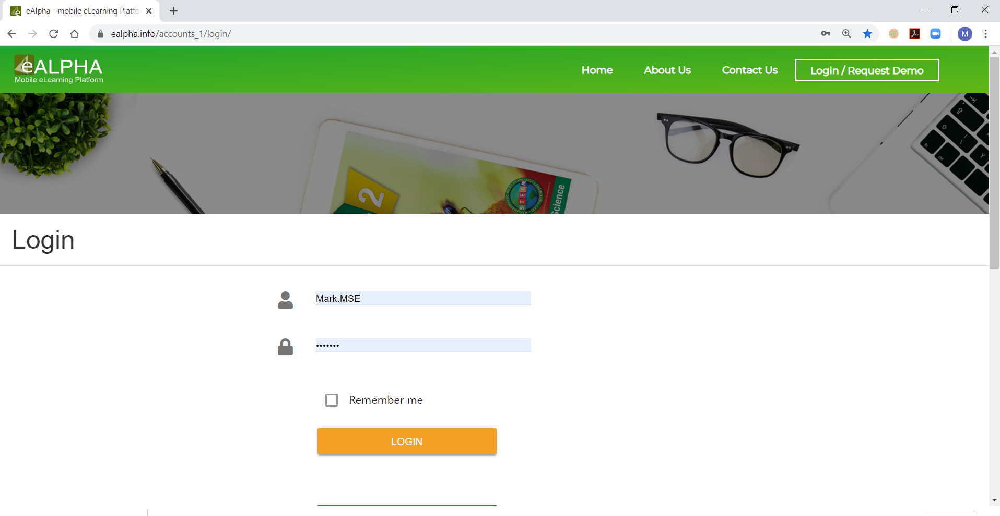 eAlpha - mobile eLearning Platfo
ealpha.info/accounts_1/login/
M
eALPHA
Mobile eLearning Platform
Home
About Us
Contact Us
Login / Request Demo
2
STEAM
Science
Login
Mark.MSE
•••••••
Remember me
LOGIN